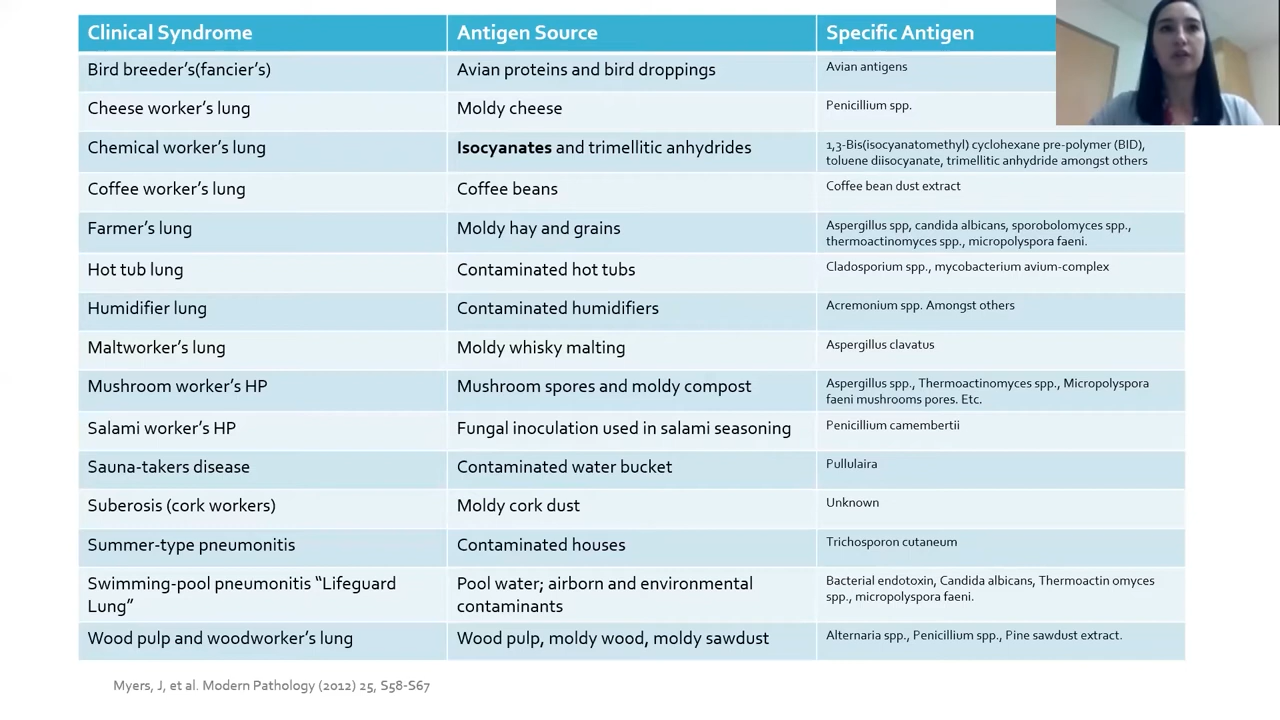 Clinical Syndrome
Antigen Source
Specific Antigen
Bird breeder's(fancier's)
Avian proteins and bird droppings
Avian antigens
Cheese worker's lung
Moldy cheese
Penicillium spp.
Chemical worker's lung
Isocyanates and trimellitic anhydrides
1,3-Bis(isocyanatomethyl) cyclohexane pre-polymer (BID),
toluene diisocyanate, trimellitic anhydride amongst others
Coffee worker's lung
Coffee beans
Coffee bean dust extract
Farmer's lung
Moldy hay and grains
Aspergillus spp, candida albicans, sporobolomyces spp.,
thermoactinomyces spp., micropolyspora faeni.
Hot tub lung
Contaminated hot tubs
Cladosporium spp., mycobacterium avium-complex
Humidifier lung
Contaminated humidifiers
Acremonium spp. Amongst others
Maltworker's lung
Moldy whisky malting
Aspergillus clavatus
Mushroom worker's HP
Mushroom spores and moldy compost
Aspergillus spp., Thermoactinomyces spp., Micropolyspora
faeni mushrooms pores. Etc.
Salami worker's HP
Fungal inoculation used in salami seasoning
Penicillium camembertii
Sauna-takers disease
Contaminated water bucket
Pullulaira
Suberosis (cork workers)
Moldy cork dust
Unknown
Summer-type pneumonitis
Contaminated houses
Trichosporon cutaneum
Swimming-pool pneumonitis "Lifeguard
Lung"
Pool water; airborn and environmental
contaminants
Bacterial endotoxin, Candida albicans, Thermoactin omyces
spp., micropolyspora faeni.
Wood pulp and woodworker's lung
Wood pulp, moldy wood, moldy sawdust
Alternaria spp., Penicillium spp., Pine sawdust extract.
Myers, J, et al. Modern Pathology (2012) 25, S58-S67